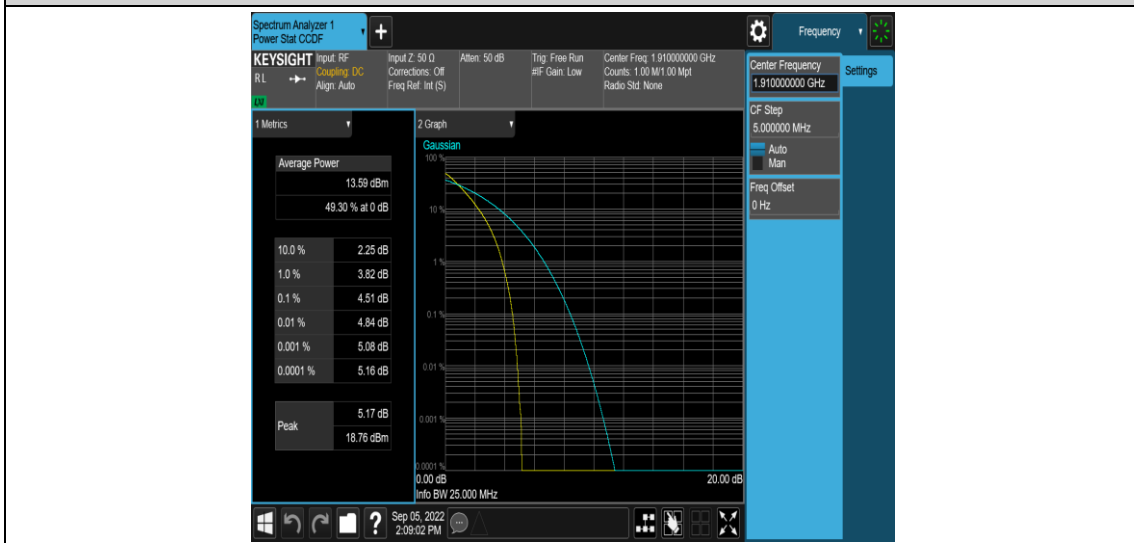 Spectrum Analyzer 1
Power Stat CCDF
+
Frequency
KEYSIGHT
RL
LXI
Input: RF
Coupling: DC
Align: Auto
Input Z: 50 Ω
Corrections: Off
Freq Ref: Int (S)
Atten: 50 dB
Trig: Free Run
#IF Gain: Low
Center Freq: 1.910000000 GHz
Counts: 1.00 M/1.00 Mpt
Radio Std: None
Center Frequency
1.910000000 GHz
Settings
CF Step
5.000000 MHz
Auto
Man
Freq Offset
0 Hz
1 Metrics
Average Power
13.59 dBm
49.30 % at 0 dB
10.0 % 2.25 dB
1.0 % 3.82 dB
0.1 % 4.51 dB
0.01 % 4.84 dB
0.001 % 5.08 dB
0.0001 % 5.16 dB
Peak
5.17 dB
18.76 dBm
2 Graph
Gaussian
100 %
10 %
1 %
0.1 %
0.01 %
0.001 %
0.0001 %
0.00 dB 20.00 dB
Info BW 25.000 MHz
?
Sep 05, 2022
2:09:02 PM